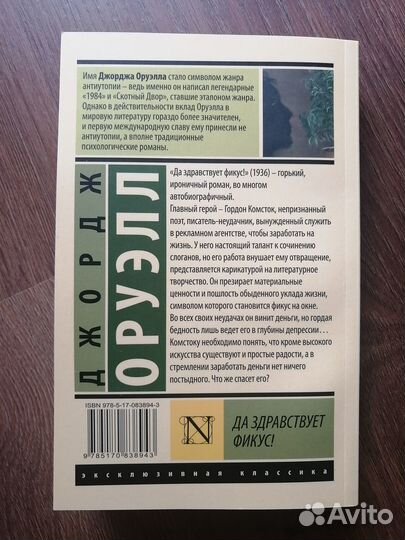 Имя Джорджа Оруэлла стало символом жанра
антиутопии – ведь именно он написал легендарные
«1984» и «Скотный Двор», ставшие эталоном жанра.
Однако в действительности вклад Оруэлла в
мировую литературу гораздо более значителен,
и первую международную славу ему принесли не
антиутопии, а вполне традиционные
психологические романы.
ДЖОРДЖ
ОРУЭЛЛ
«Да здравствует фикус!» (1936) – горький,
ироничный роман, во многом
автобиографичный.
Главный герой – Гордон Комсток, непризнанный
поэт, писатель-неудачник, вынужденный служить
в рекламном агентстве, чтобы заработать на
жизнь. У него настоящий талант к сочинению
слоганов, но его работа внушает ему отвращение,
представляется карикатурой на литературное
творчество. Он презирает материальные
ценности и пошлость обыденного уклада жизни,
символом которого становится фикус на окне.
Во всех своих неудачах он винит деньги, но гордая
бедность лишь ведет его в глубины депрессии…
Комстоку необходимо понять, что кроме высокого
искусства существуют и простые радости, а в
стремлении заработать деньги нет ничего
постыдного. Что же спасет его?
ISBN 978-5-17-083894-3
9 785170 838943
N
ДА ЗДРАВСТВУЕТ
ФИКУС!
эксклюзивная классика
Avito